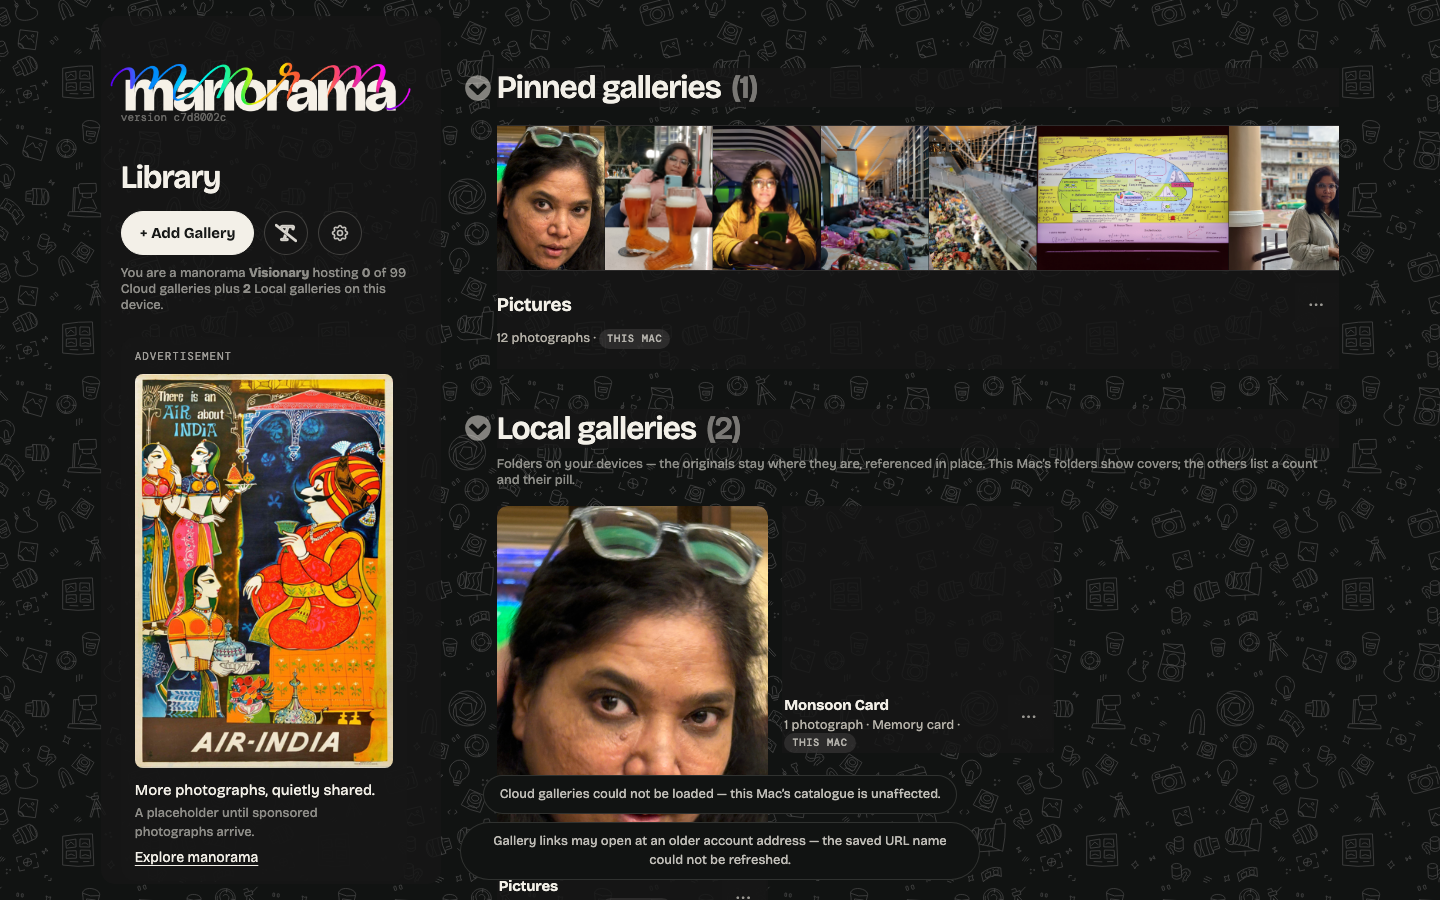 manorama
version c7d8002c
Library
+ Add Gallery
You are a manorama Visionary hosting 0 of 99
Cloud galleries plus 2 Local galleries on this
device.
ADVERTISEMENT
There is an
AIR about
INDIA
AIR-INDIA
More photographs, quietly shared.
A placeholder until sponsored
photographs arrive.
Explore manorama
Pinned galleries (1)
Pictures
12 photographs · THIS MAC
Local galleries (2)
Folders on your devices — the originals stay where they are, referenced in place. This Mac's folders show covers; the others list a count
and their pill.
Monsoon Card
1 photograph · Memory card ·
THIS MAC
Cloud galleries could not be loaded — this Mac's catalogue is unaffected.
Gallery links may open at an older account address — the saved URL name
could not be refreshed.
Pictures